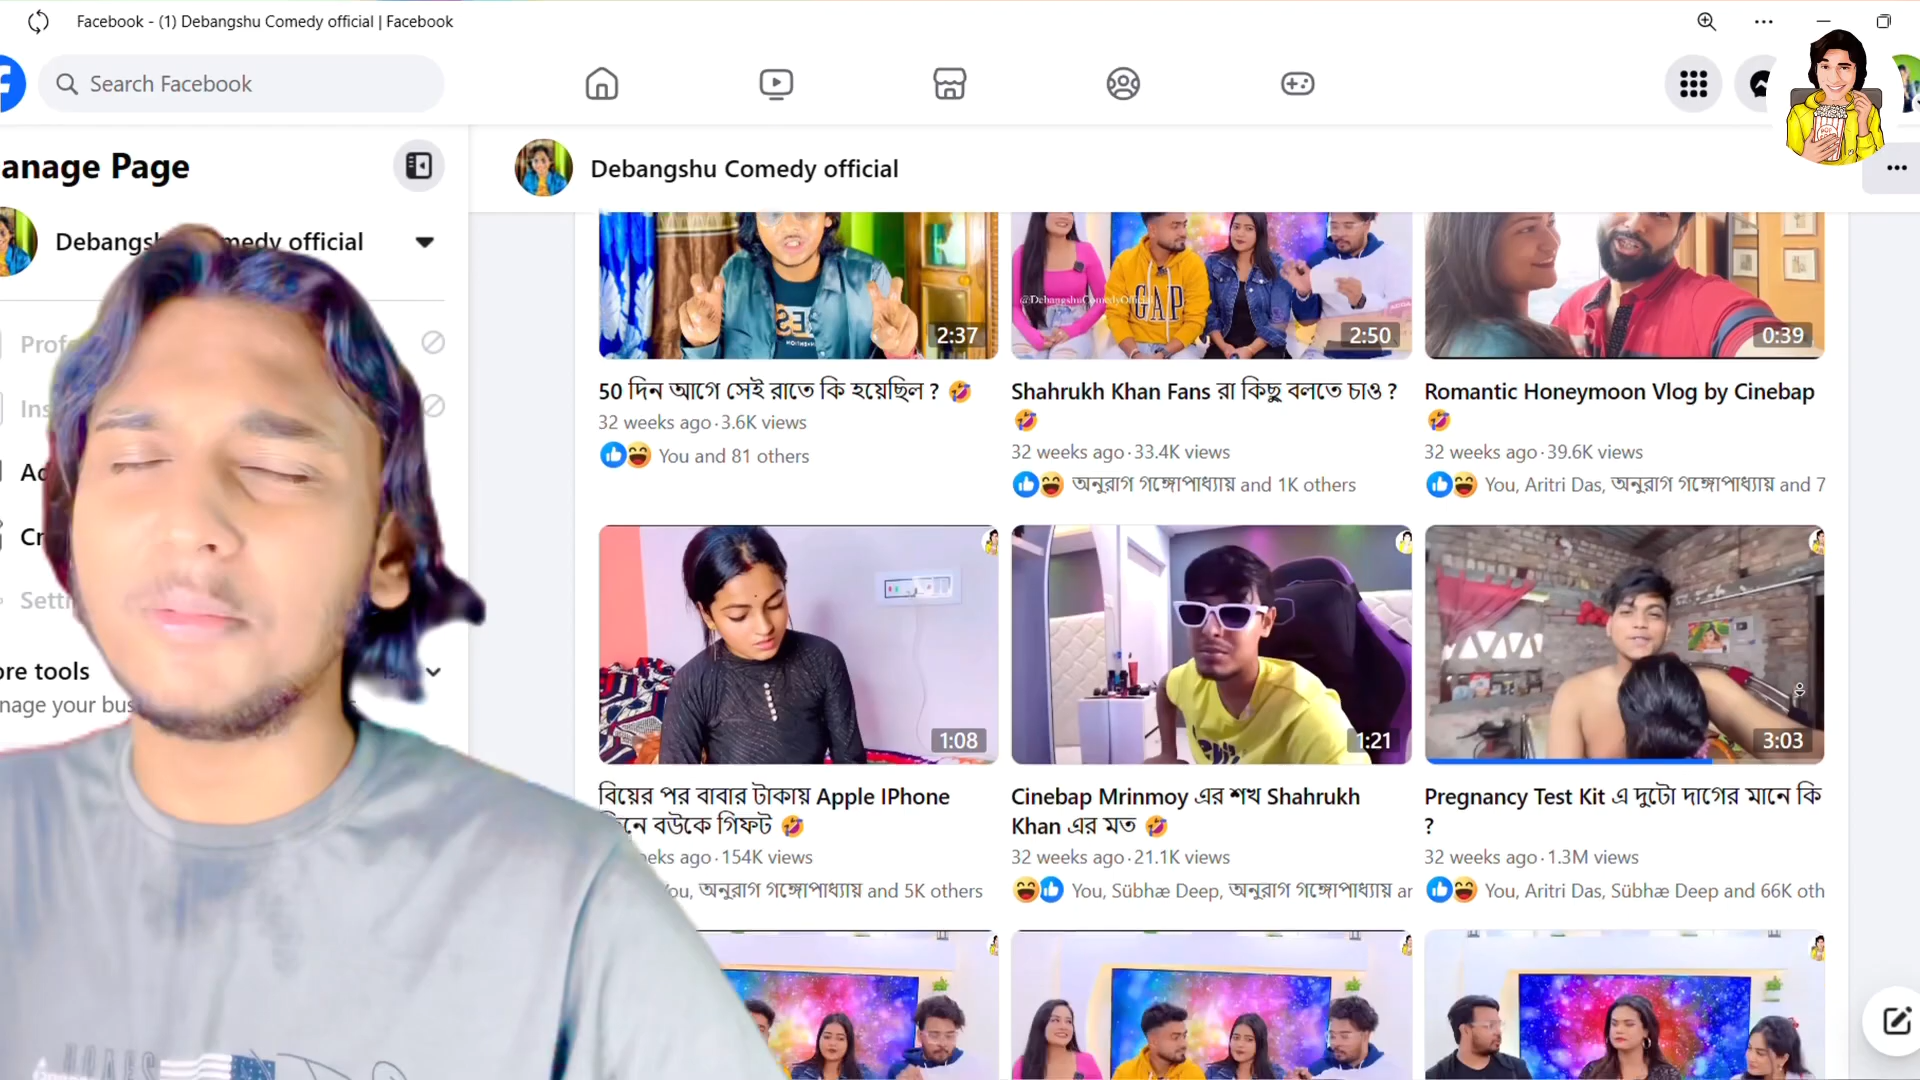 Facebook - (1) Debangshu Comedy official | Facebook
Search Facebook
anage Page
Debangshu Comedy official
medy official
Profe
Ins
Ad
Cr
Setti
ore tools
nage your bus
@DebangshuComedyOffici
GAP
2:37
2:50
0:39
50 দিন আগে সেই রাতে কি হয়েছিল ? 🤣
32 weeks ago · 3.6K views
You and 81 others
Shahrukh Khan Fans রা কিছু বলতে চাও ?
🤣
32 weeks ago · 33.4K views
অনুরাগ গঙ্গোপাধ্যায় and 1K others
Romantic Honeymoon Vlog by Cinebap
🤣
32 weeks ago · 39.6K views
You, Aritri Das, অনুরাগ গঙ্গোপাধ্যায় and 7
1:08
1:21
3:03
বিয়ের পর বাবার টাকায় Apple IPhone
নে বউকে গিফট 🤣
eks ago · 154K views
ou, অনুরাগ গঙ্গোপাধ্যায় and 5K others
Cinebap Mrinmoy এর শখ Shahrukh
Khan এর মত 🤣
32 weeks ago · 21.1K views
You, Sübhæ Deep, অনুরাগ গঙ্গোপাধ্যায় ar
Pregnancy Test Kit এ দুটো দাগের মানে কি
?
32 weeks ago · 1.3M views
You, Aritri Das, Sübhæ Deep and 66K oth